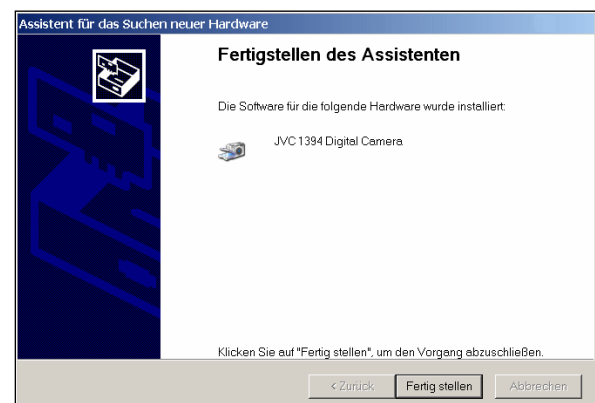 Assistent für das Suchen neuer Hardware
Fertigstellen des Assistenten
Die Software für die folgende Hardware wurde installiert:
JVC 1394 Digital Camera
Klicken Sie auf "Fertig stellen", um den Vorgang abzuschließen.
< Zurück Fertig stellen Abbrechen